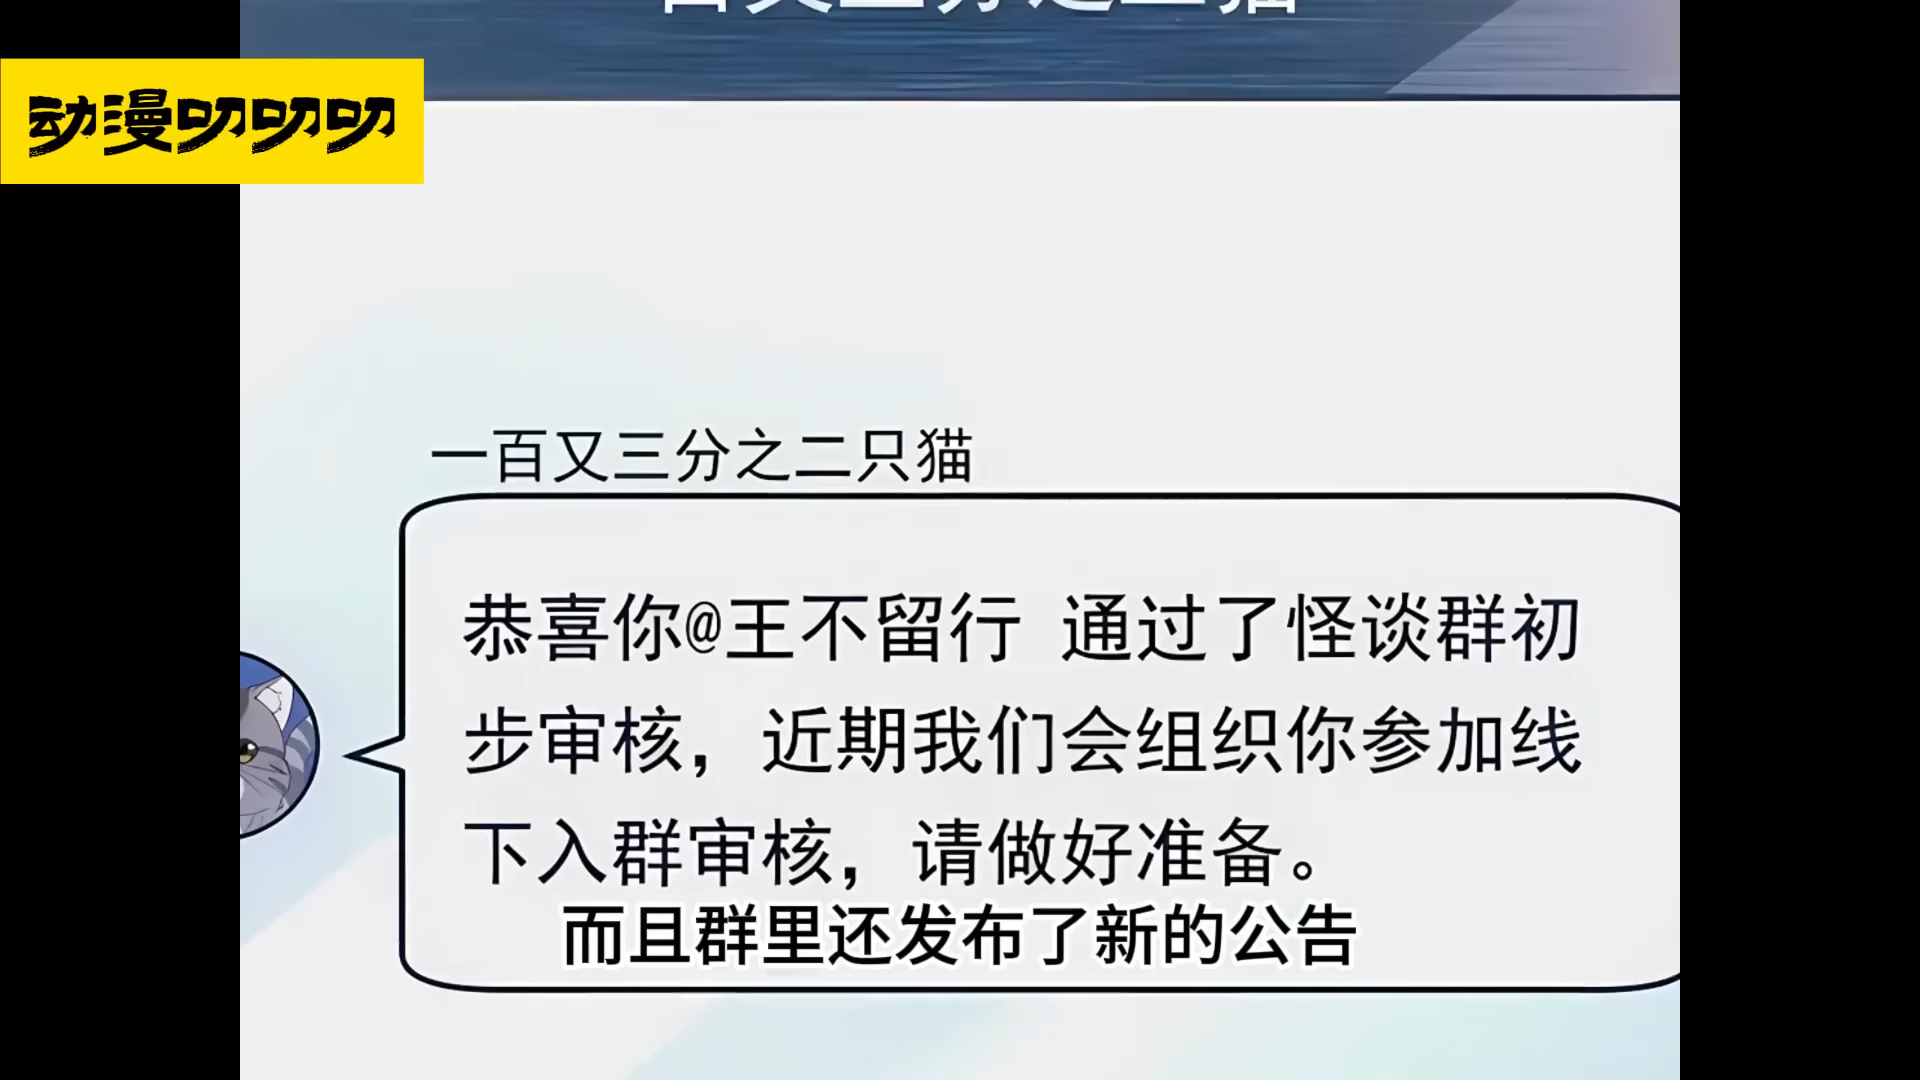 动漫叨叨叨
一百又三分之二只猫
恭喜你@王不留行 通过了怪谈群初
步审核，近期我们会组织你参加线
下入群审核，请做好准备。
而且群里还发布了新的公告